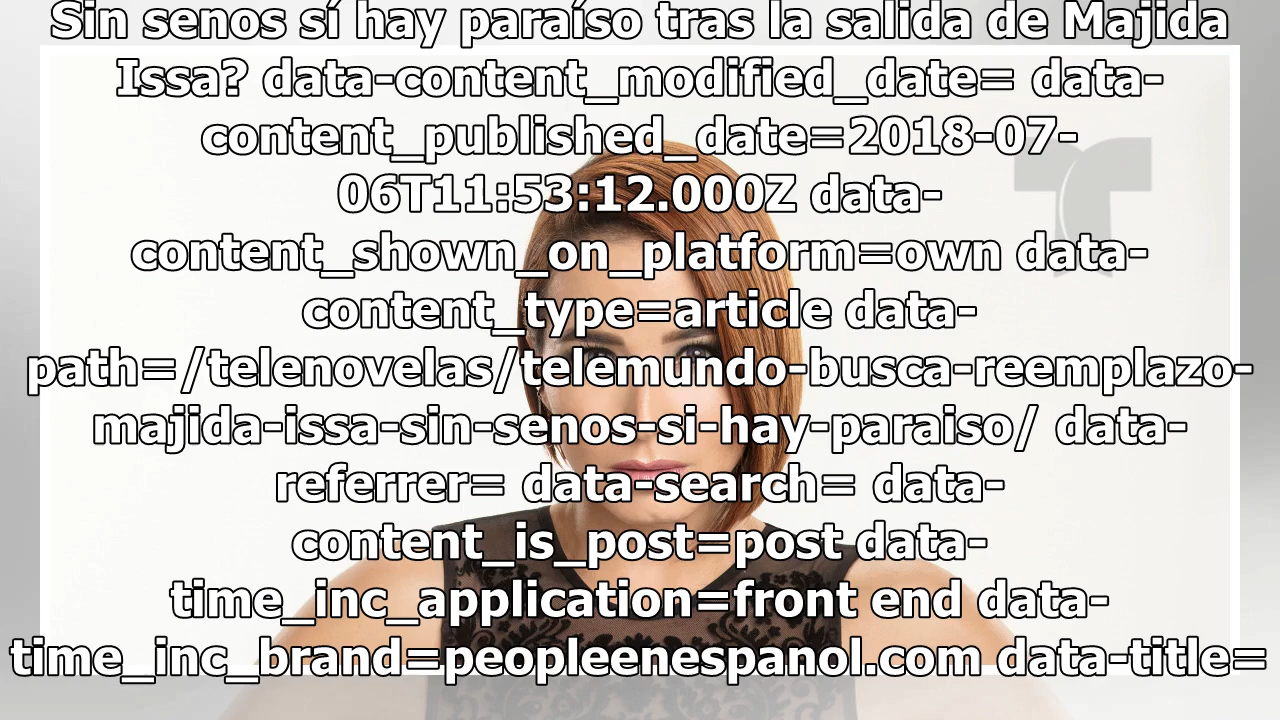 Sin senos sí hay paraíso tras la salida de Majida
Issa? data-content_modified_date= data-
content_published_date=2018-07-
06T11:53:12.000Z data-
content_shown_on_platform=own data-
content_type=article data-
path=/telenovelas/telemundo-busca-reemplazo-
majida-issa-sin-senos-si-hay-paraiso/ data-
referrer= data-search= data-
content_is_post=post data-
time_inc_application=front end data-
time_inc_brand=peopleenespanol.com data-title=